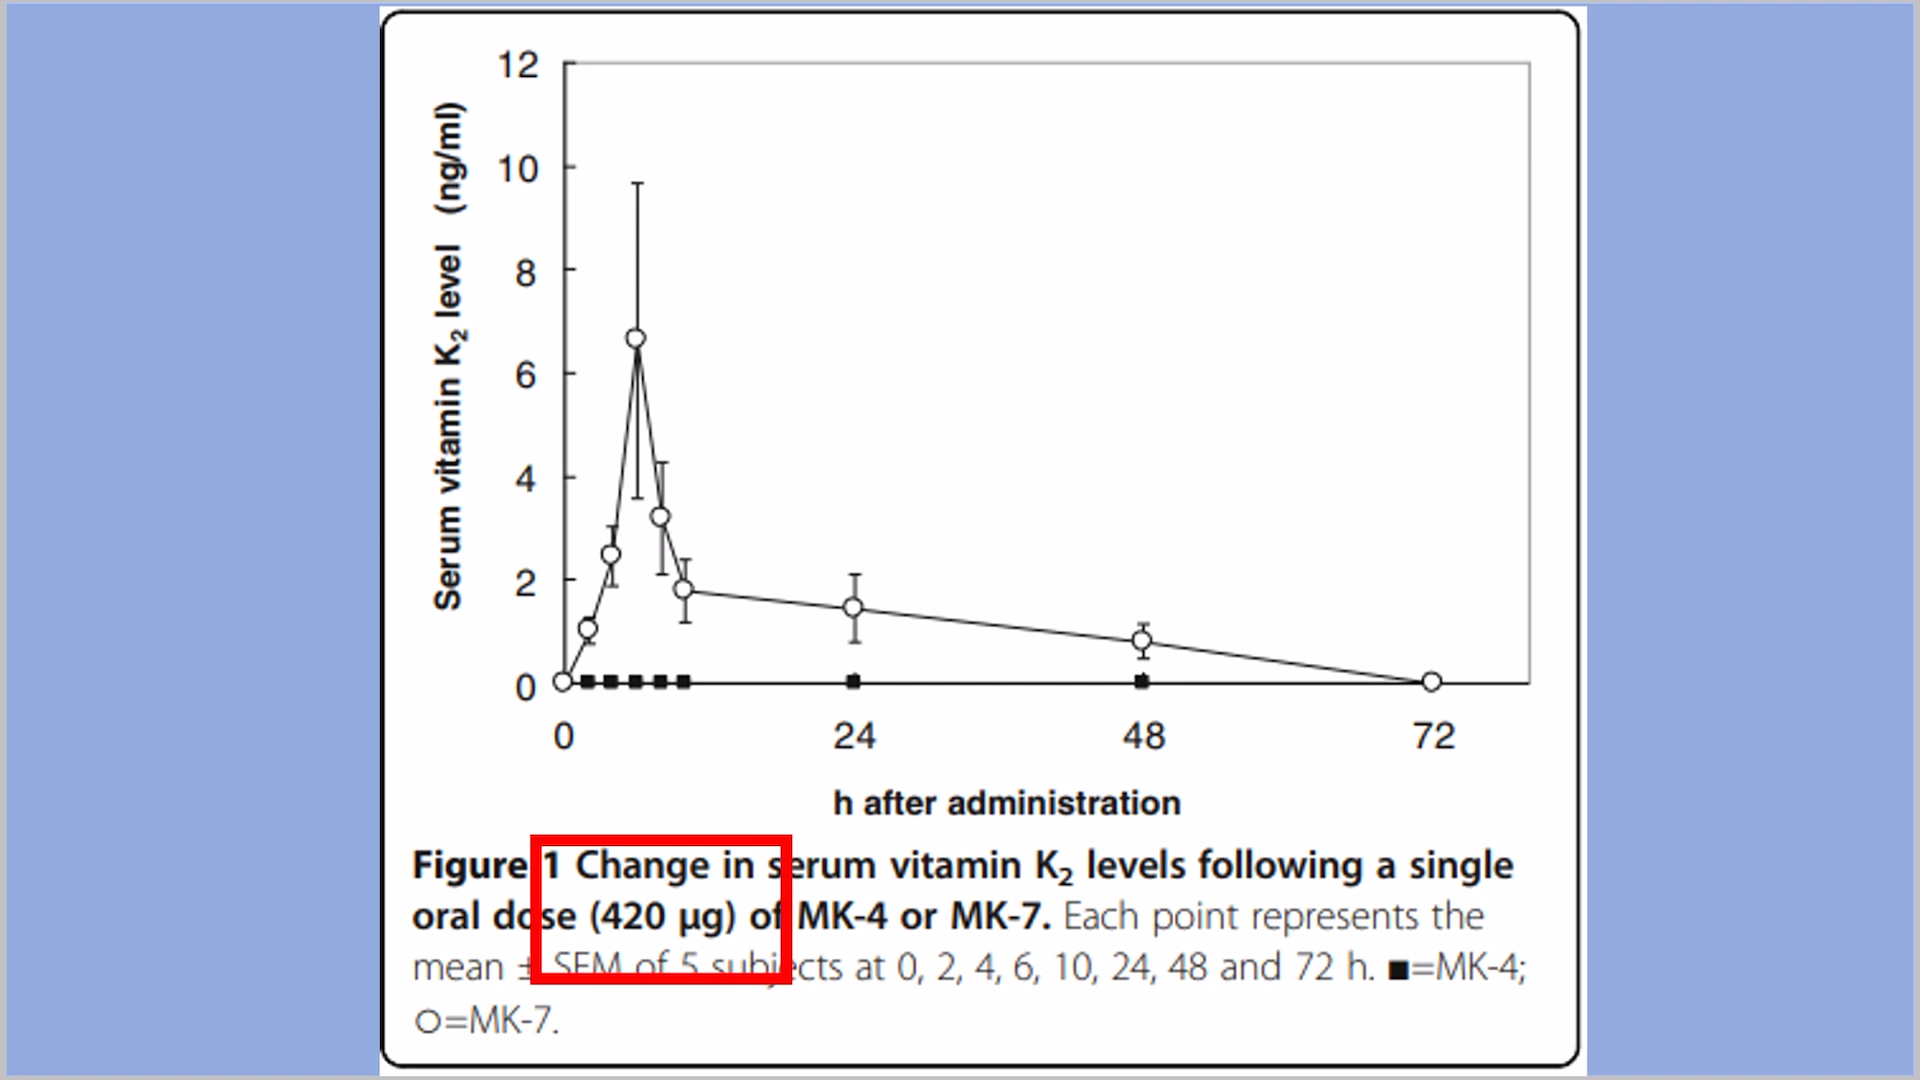 12
10
8
6
4
2
0
Serum vitamin K₂ level (ng/ml)
0 24 48 72
h after administration
Figure 1 Change in serum vitamin K₂ levels following a single
oral dose (420 μg) of MK-4 or MK-7. Each point represents the
mean ± SEM of 5 subjects at 0, 2, 4, 6, 10, 24, 48 and 72 h. ■=MK-4;
○=MK-7.